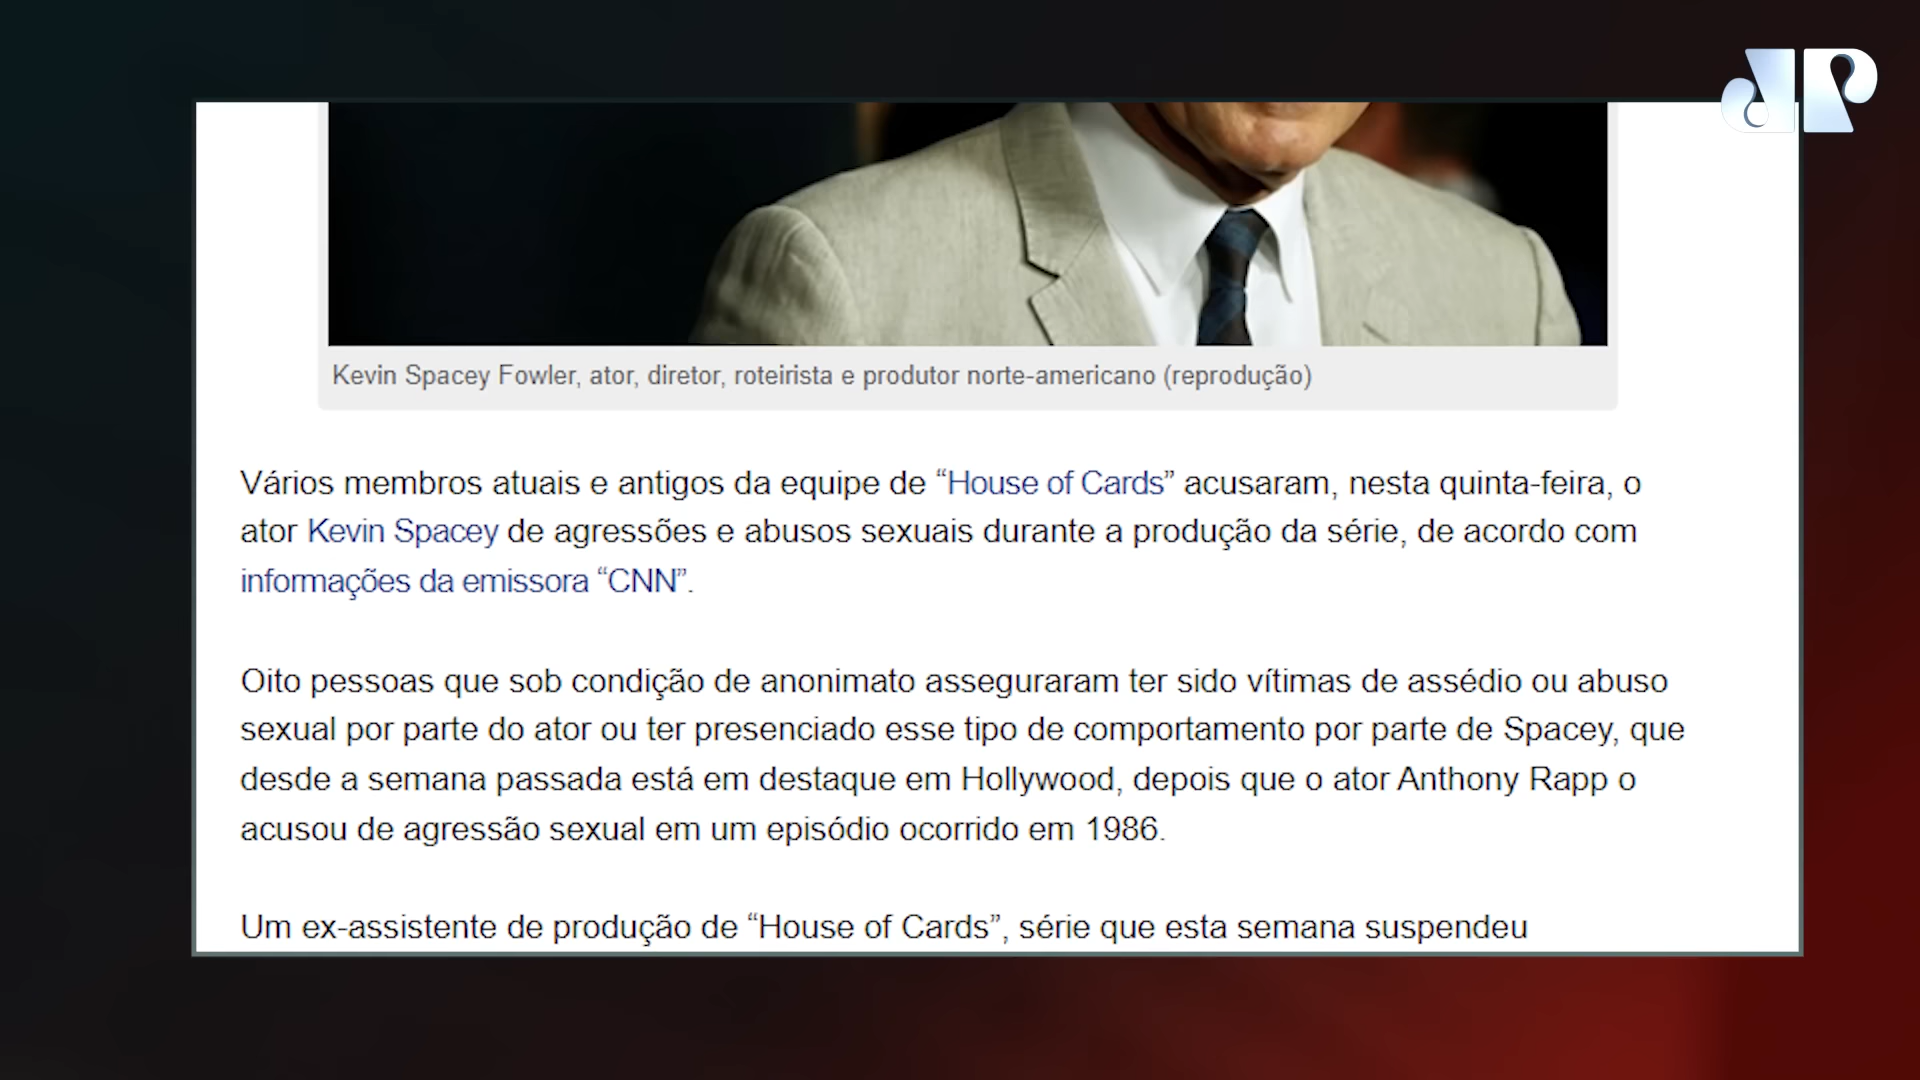 JP
Kevin Spacey Fowler, ator, diretor, roteirista e produtor norte-americano (reprodução)
Vários membros atuais e antigos da equipe de “House of Cards” acusaram, nesta quinta-feira, o
ator Kevin Spacey de agressões e abusos sexuais durante a produção da série, de acordo com
informações da emissora “CNN”.
Oito pessoas que sob condição de anonimato asseguraram ter sido vítimas de assédio ou abuso
sexual por parte do ator ou ter presenciado esse tipo de comportamento por parte de Spacey, que
desde a semana passada está em destaque em Hollywood, depois que o ator Anthony Rapp o
acusou de agressão sexual em um episódio ocorrido em 1986.
Um ex-assistente de produção de “House of Cards”, série que esta semana suspendeu